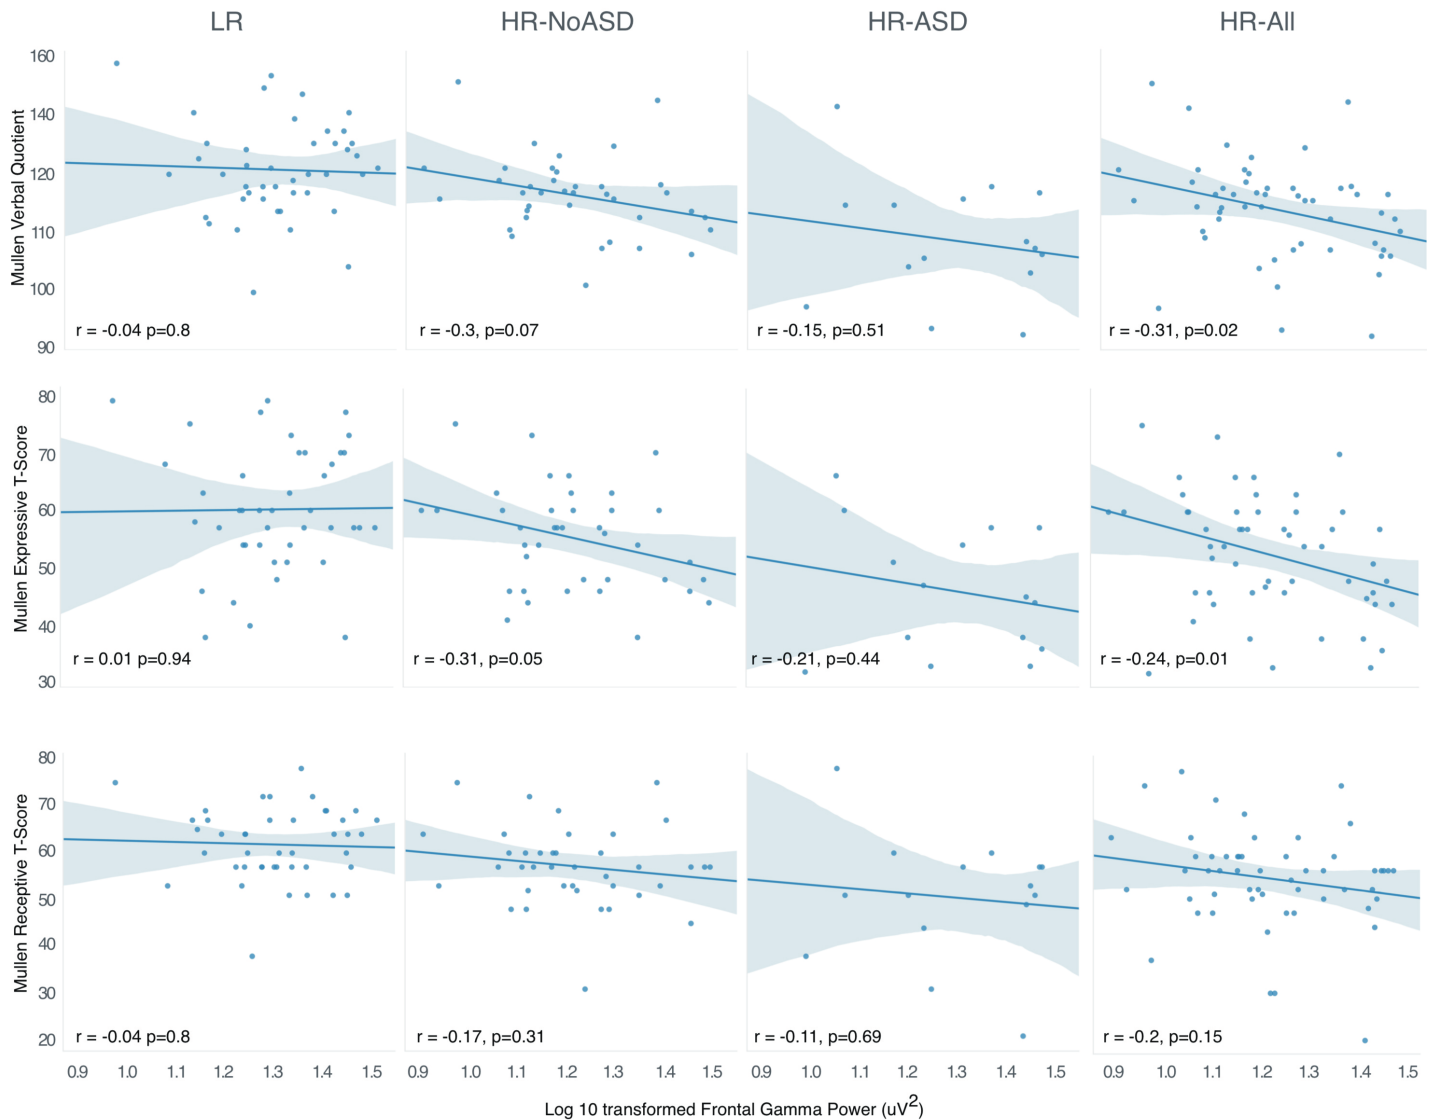 LR HR-NoASD HR-ASD HR-All
Mullen Verbal Quotient
160
140
120
110
100
90
r = -0.04 p=0.8
r = -0.3, p=0.07
r = -0.15, p=0.51
r = -0.31, p=0.02
Mullen Expressive T-Score
80
70
60
50
40
30
r = 0.01 p=0.94
r = -0.31, p=0.05
r = -0.21, p=0.44
r = -0.24, p=0.01
Mullen Receptive T-Score
80
70
60
50
40
30
20
r = -0.04 p=0.8
r = -0.17, p=0.31
r = -0.11, p=0.69
r = -0.2, p=0.15
0.9 1.0 1.1 1.2 1.3 1.4 1.5
0.9 1.0 1.1 1.2 1.3 1.4 1.5
0.9 1.0 1.1 1.2 1.3 1.4 1.5
0.9 1.0 1.1 1.2 1.3 1.4 1.5
Log 10 transformed Frontal Gamma Power (uV²)